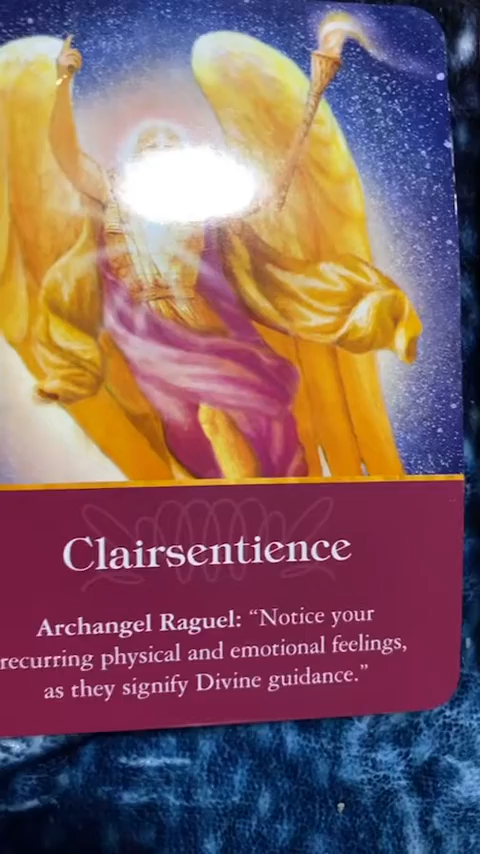 Clairsentience
Archangel Raguel: “Notice your
recurring physical and emotional feelings,
as they signify Divine guidance.”